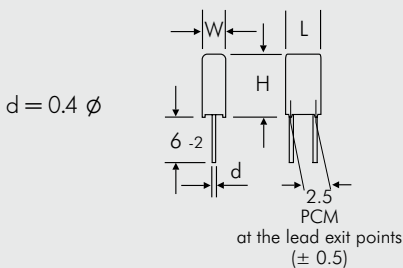 W
L
H
d = 0.4 ϕ
6 -2
d
2.5
PCM
at the lead exit points
(± 0.5)